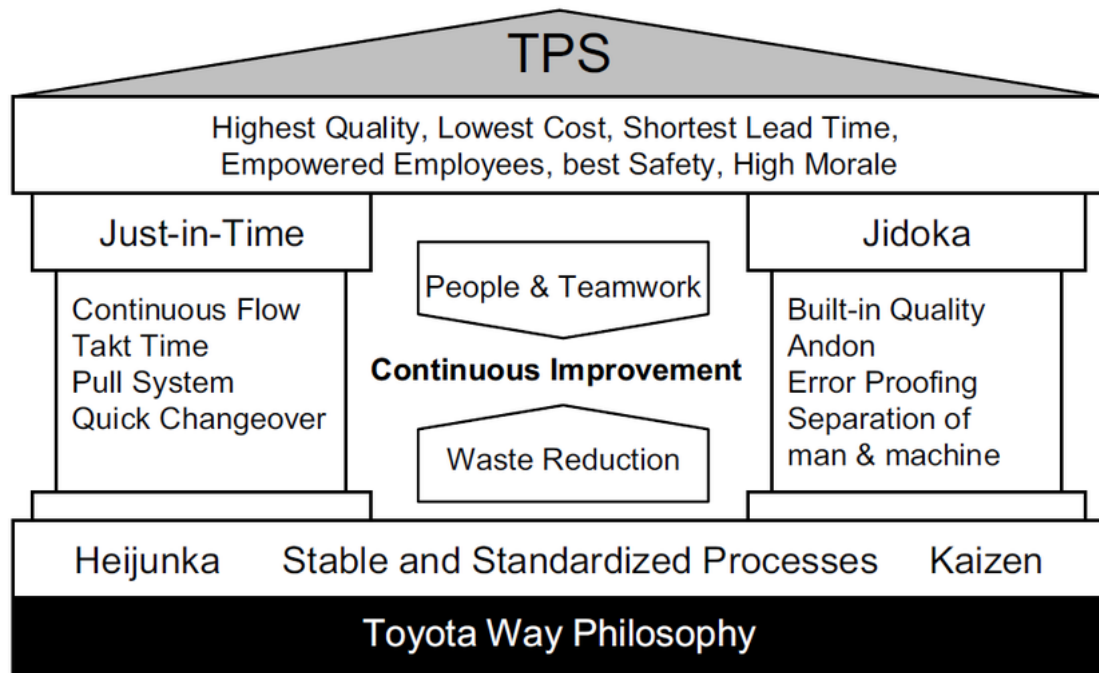 TPS
Highest Quality, Lowest Cost, Shortest Lead Time,
Empowered Employees, best Safety, High Morale
Just-in-Time
Continuous Flow
Takt Time
Pull System
Quick Changeover
People & Teamwork
Continuous Improvement
Waste Reduction
Jidoka
Built-in Quality
Andon
Error Proofing
Separation of
man & machine
Heijunka Stable and Standardized Processes Kaizen
Toyota Way Philosophy